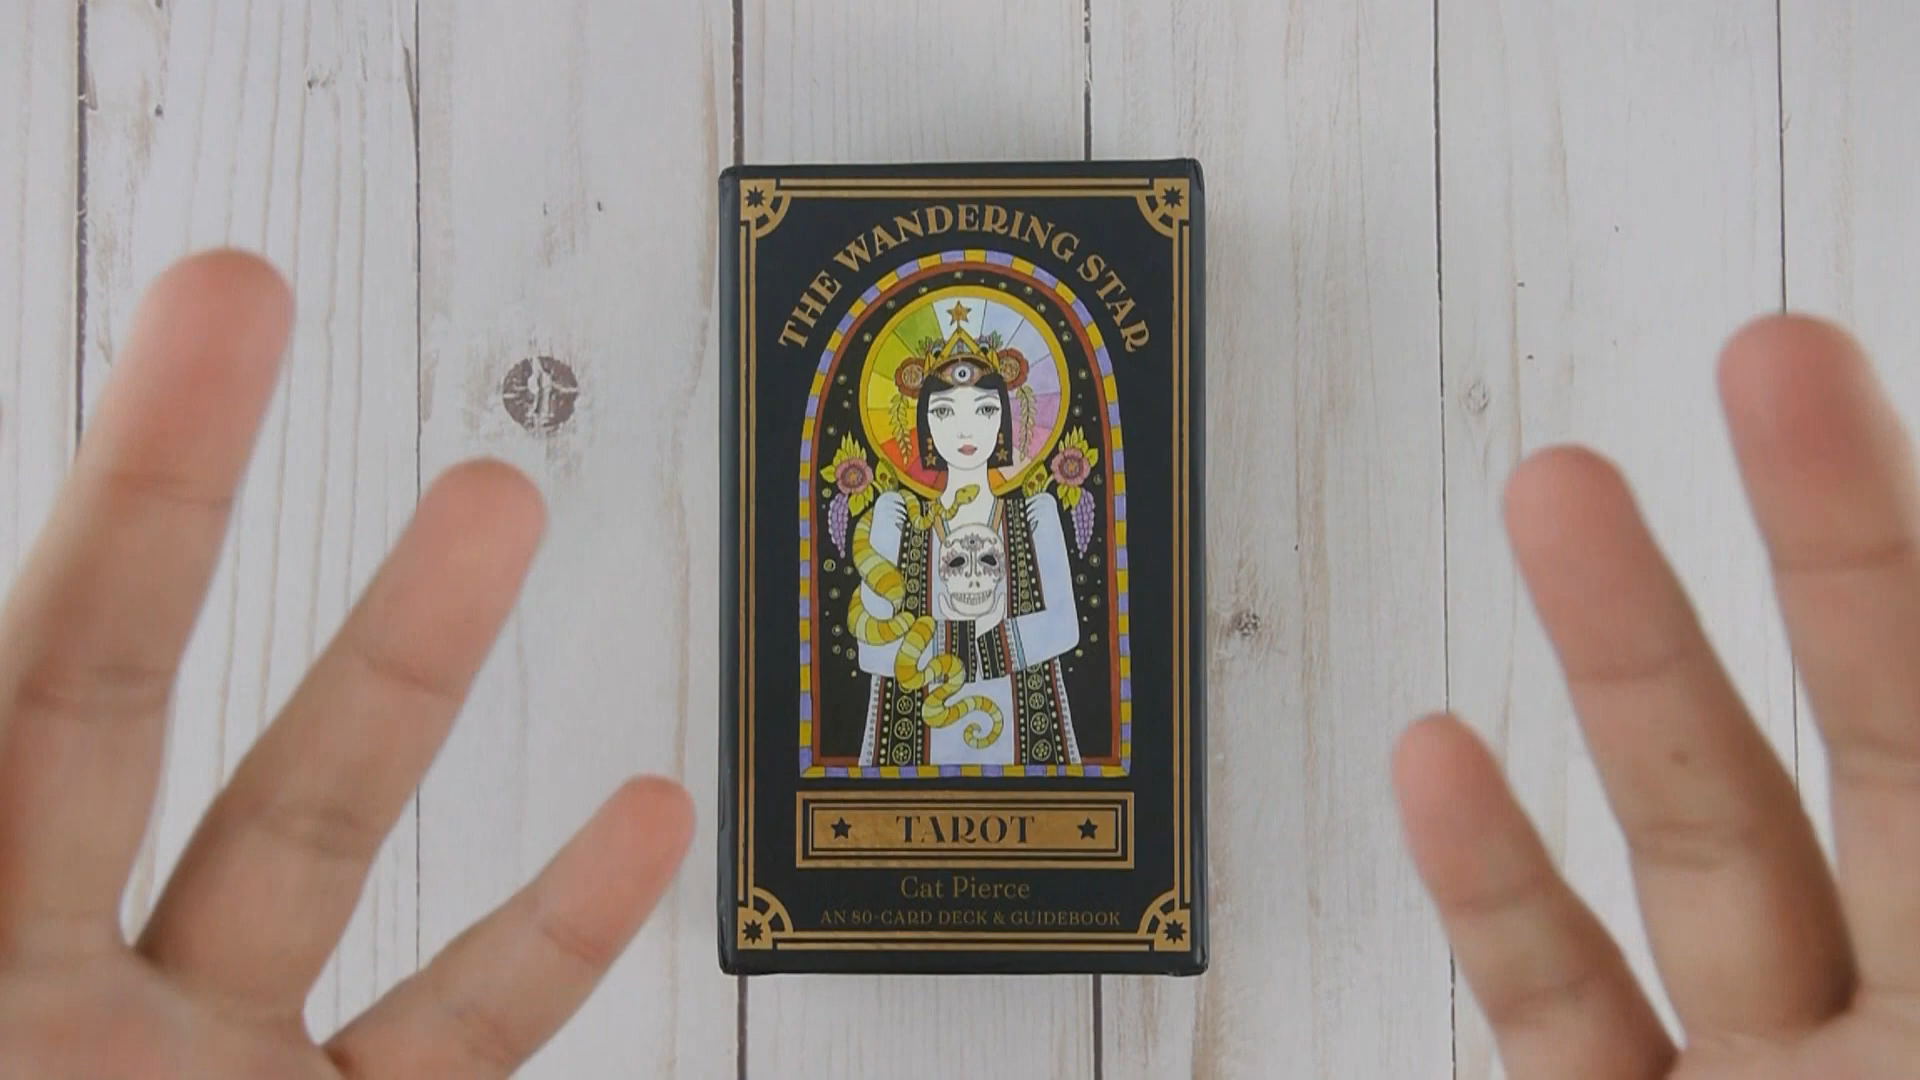 THE WANDERING STAR
TAROT
Cat Pierce
AN 80-CARD DECK & GUIDEBOOK